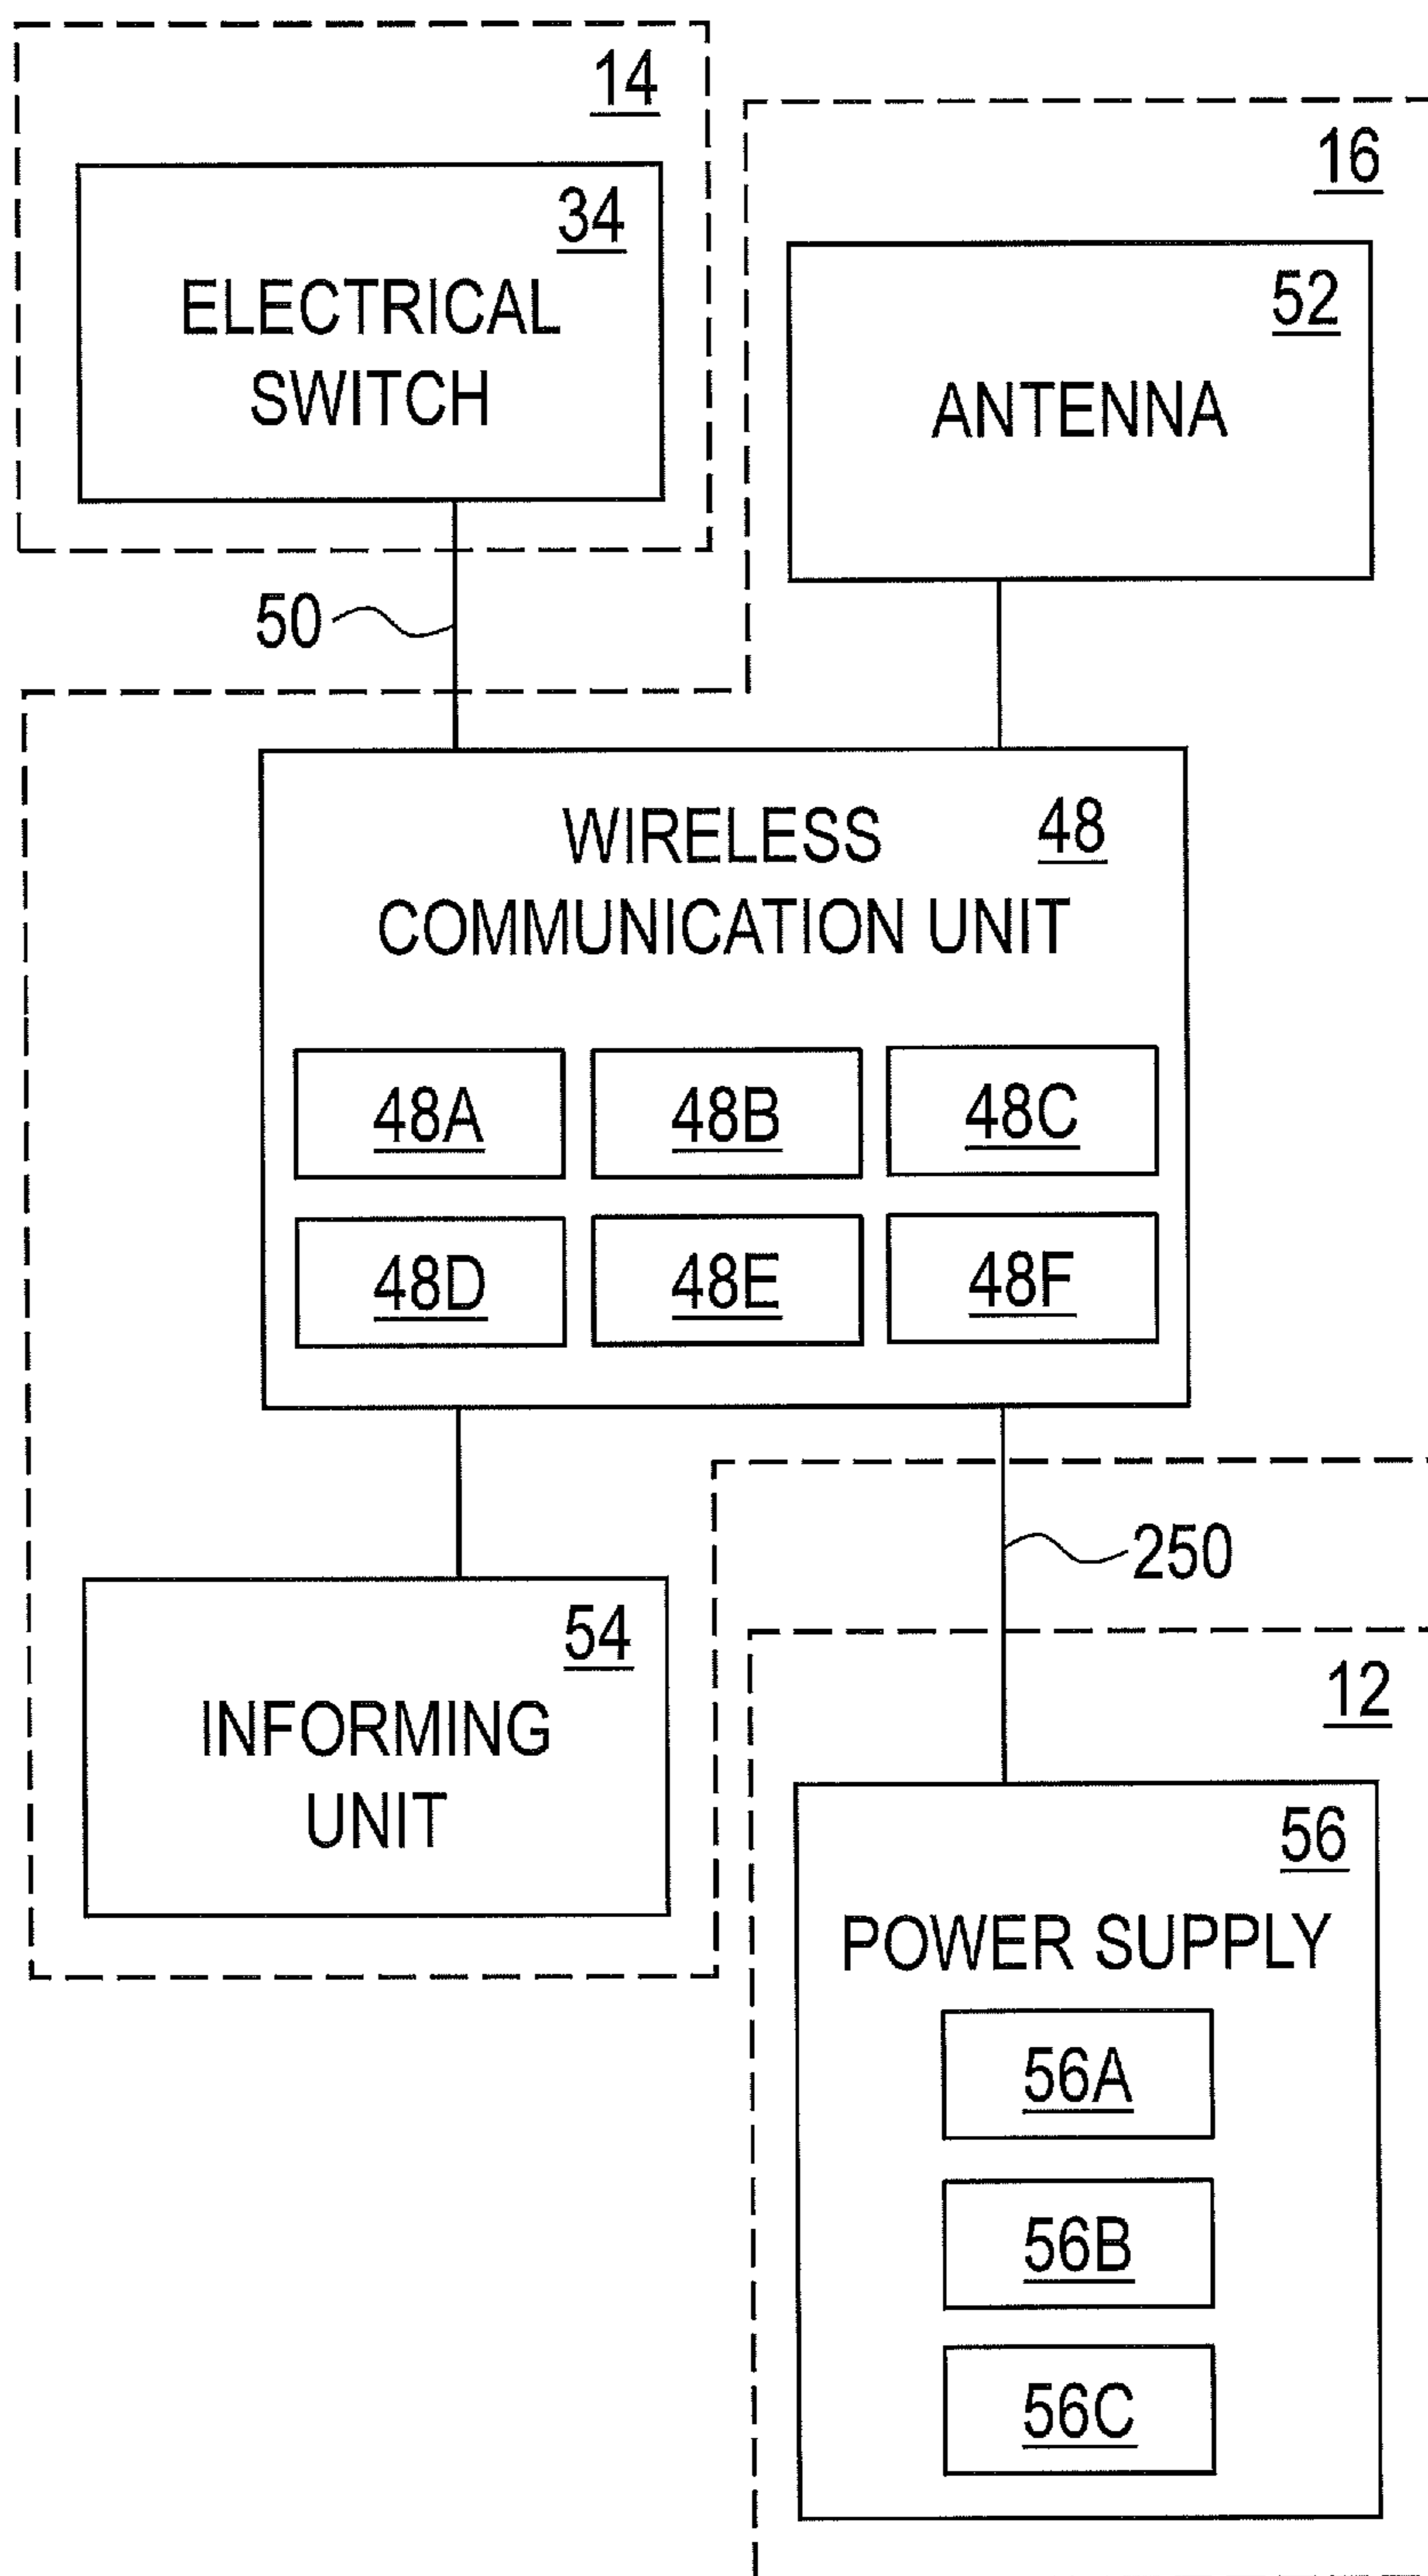 14
34
ELECTRICAL
SWITCH
16
52
ANTENNA
50
WIRELESS
48
COMMUNICATION UNIT
48A 48B 48C
48D 48E 48F
250
54
INFORMING
UNIT
12
56
POWER SUPPLY
56A
56B
56C